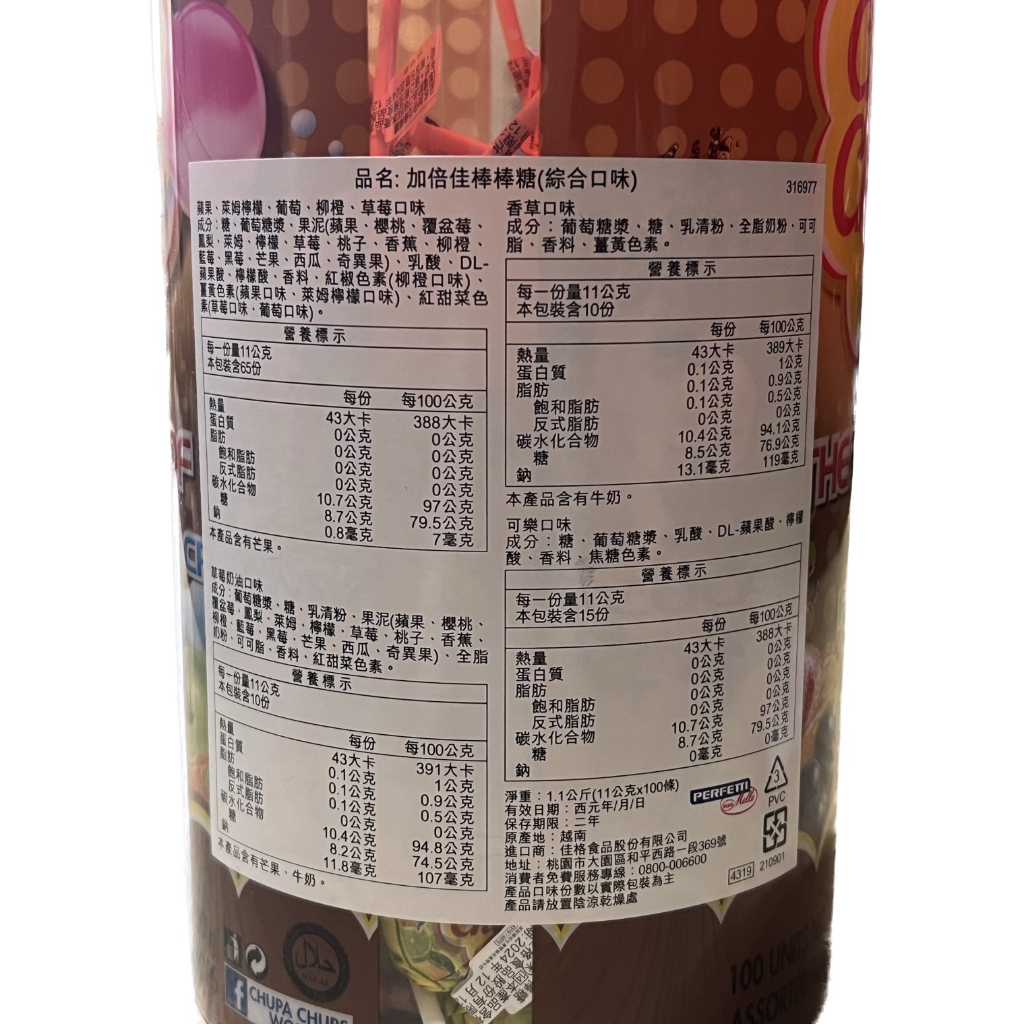 品名: 加倍佳棒棒糖(綜合口味)
316977
蘋果、萊姆檸檬、葡萄、柳橙、草莓口味
成分：糖、葡萄糖漿、果泥(蘋果、櫻桃、覆盆莓、
鳳梨、萊姆、檸檬、草莓、桃子、香蕉、柳橙、
藍莓、黑莓、芒果、西瓜、奇異果)、乳酸、DL-
蘋果酸、檸檬酸、香料、紅椒色素(柳橙口味)、
薑黃色素(蘋果口味、萊姆檸檬口味)、紅甜菜色
素(草莓口味、葡萄口味)。
營養標示
每一份量11公克
本包裝含65份
每份 每100公克
熱量 43大卡 388大卡
蛋白質 0公克 0公克
脂肪 0公克 0公克
飽和脂肪 0公克 0公克
反式脂肪 0公克 0公克
碳水化合物 10.7公克 97公克
糖 8.7公克 79.5公克
鈉 0.8毫克 7毫克
本產品含有芒果。
草莓奶油口味
成分：葡萄糖漿、糖、乳清粉、果泥(蘋果、櫻桃、
覆盆莓、鳳梨、萊姆、檸檬、草莓、桃子、香蕉、
柳橙、藍莓、黑莓、芒果、西瓜、奇異果)、全脂
奶粉、可可脂、香料、紅甜菜色素。
營養標示
每一份量11公克
本包裝含10份
每份 每100公克
熱量 43大卡 391大卡
蛋白質 0.1公克 1公克
脂肪 0.1公克 0.9公克
飽和脂肪 0.1公克 0.5公克
反式脂肪 0公克 0公克
碳水化合物 10.4公克 94.8公克
糖 8.2公克 74.5公克
鈉 11.8毫克 107毫克
本產品含有芒果、牛奶。
香草口味
成分：葡萄糖漿、糖、乳清粉、全脂奶粉、可可
脂、香料、薑黃色素。
營養標示
每一份量11公克
本包裝含10份
每份 每100公克
熱量 43大卡 389大卡
蛋白質 0.1公克 1公克
脂肪 0.1公克 0.9公克
飽和脂肪 0.1公克 0.5公克
反式脂肪 0公克 0公克
碳水化合物 10.4公克 94.1公克
糖 8.5公克 76.9公克
鈉 13.1毫克 119毫克
本產品含有牛奶。
可樂口味
成分：糖、葡萄糖漿、乳酸、DL-蘋果酸、檸檬
酸、香料、焦糖色素。
營養標示
每一份量11公克
本包裝含15份
每份 每100公克
熱量 43大卡 388大卡
蛋白質 0公克 0公克
脂肪 0公克 0公克
飽和脂肪 0公克 0公克
反式脂肪 0公克 0公克
碳水化合物 10.7公克 97公克
糖 8.7公克 79.5公克
鈉 0毫克 0毫克
淨重：1.1公斤(11公克x100條)
有效日期：西元年/月/日
保存期限：二年
原產地：越南
進口商：佳格食品股份有限公司
地址：桃園市大園區和平西路一段369號
消費者免費服務專線：0800-006600
產品口味份數以實際包裝為主
產品請放置陰涼乾燥處
PERFETTI
van Melle
3
PVC
4319 210901
THE
حلال
CHUPA CHUPS
100 UNITS